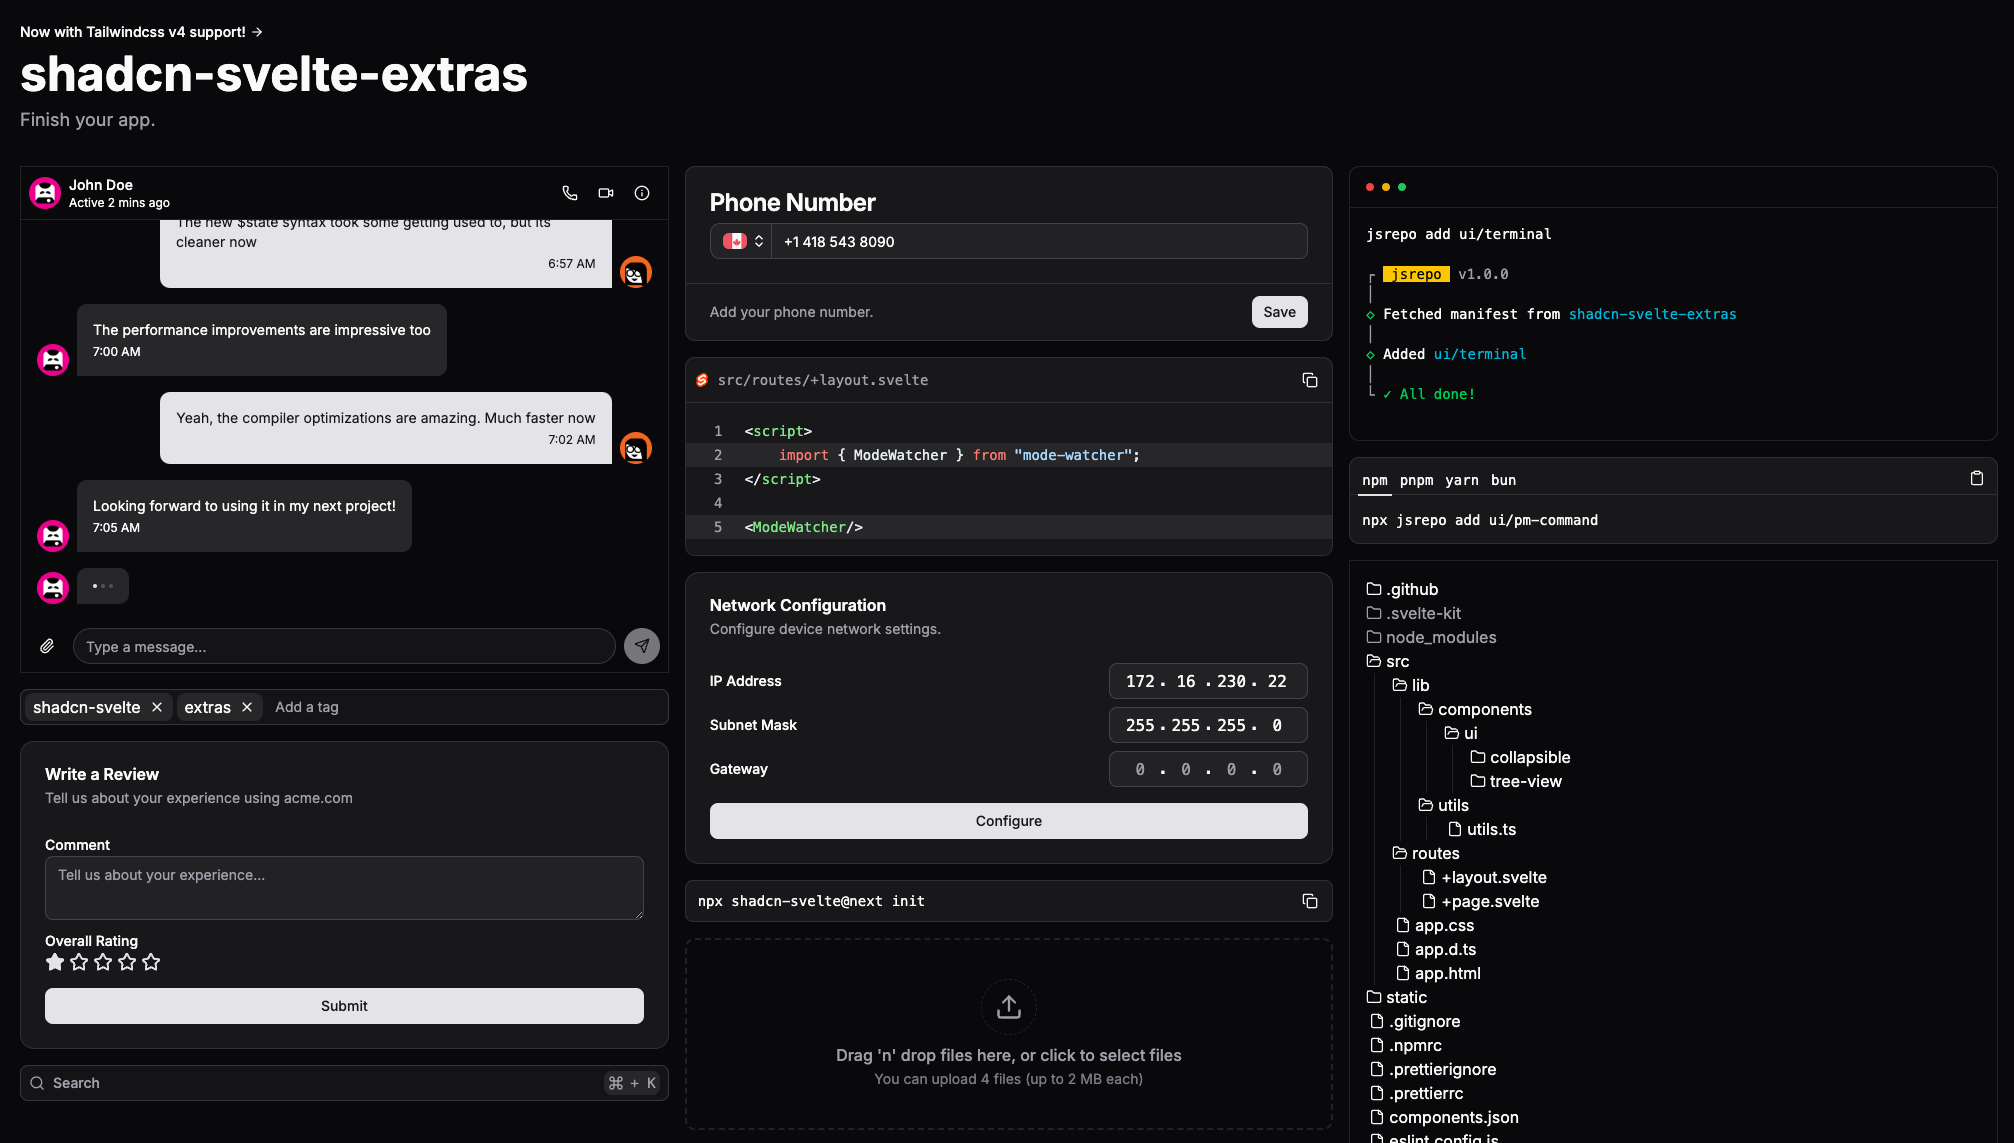 Now with Tailwindcss v4 support! →
shadcn-svelte-extras
Finish your app.
John Doe
Active 2 mins ago
The new $state syntax took some getting used to, but its
cleaner now
6:57 AM
The performance improvements are impressive too
7:00 AM
Yeah, the compiler optimizations are amazing. Much faster now
7:02 AM
Looking forward to using it in my next project!
7:05 AM
Type a message...
shadcn-svelte
extras
Add a tag
Write a Review
Tell us about your experience using acme.com
Comment
Tell us about your experience...
Overall Rating
Submit
Search
⌘ + K
Phone Number
+1 418 543 8090
Add your phone number.
Save
src/routes/+layout.svelte
1 <script>
2 import { ModeWatcher } from "mode-watcher";
3 </script>
4
5 <ModeWatcher/>
Network Configuration
Configure device network settings.
IP Address 172 . 16 . 230 . 22
Subnet Mask 255 . 255 . 255 . 0
Gateway 0 . 0 . 0 . 0
Configure
npx shadcn-svelte@next init
Drag 'n' drop files here, or click to select files
You can upload 4 files (up to 2 MB each)
jsrepo add ui/terminal
jsrepo v1.0.0
Fetched manifest from shadcn-svelte-extras
Added ui/terminal
✓ All done!
npm pnpm yarn bun
npx jsrepo add ui/pm-command
.github
.svelte-kit
node_modules
src
lib
components
ui
collapsible
tree-view
utils
utils.ts
routes
+layout.svelte
+page.svelte
app.css
app.d.ts
app.html
static
.gitignore
.npmrc
.prettierignore
.prettierrc
components.json
eslint.config.js